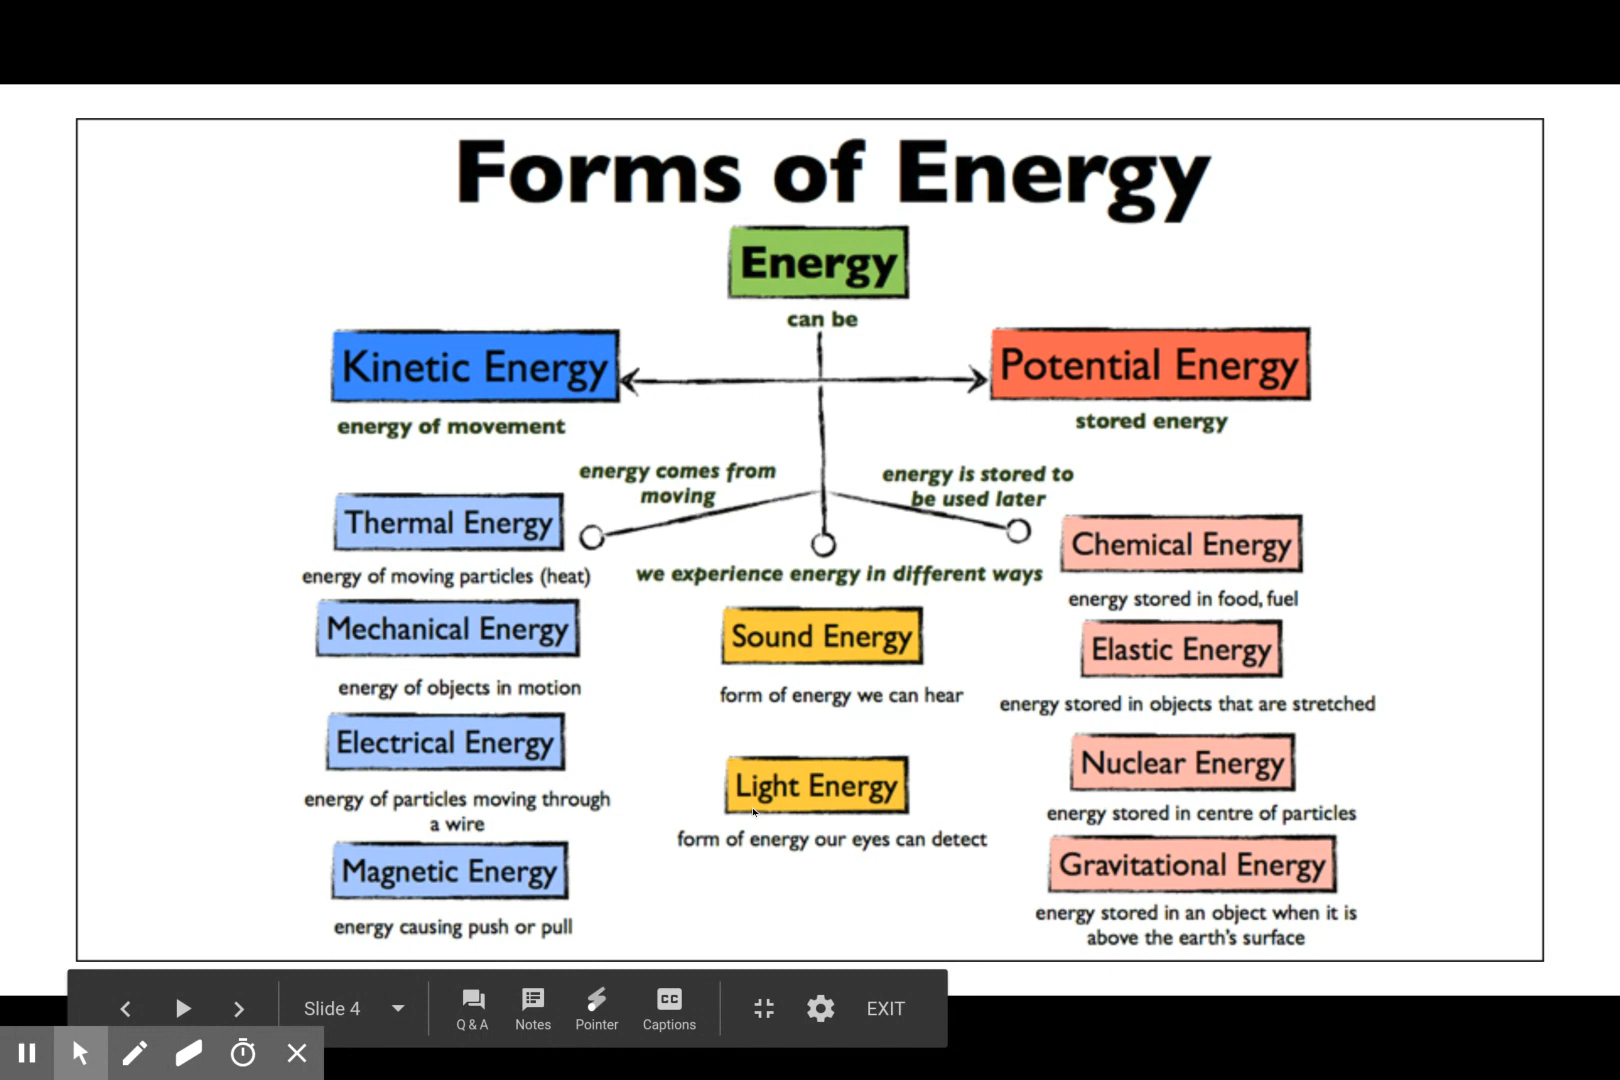 Forms of Energy
Energy
can be
Kinetic Energy
energy of movement
Potential Energy
stored energy
energy comes from
moving
energy is stored to
be used later
we experience energy in different ways
Thermal Energy
energy of moving particles (heat)
Mechanical Energy
energy of objects in motion
Electrical Energy
energy of particles moving through
a wire
Magnetic Energy
energy causing push or pull
Sound Energy
form of energy we can hear
Light Energy
form of energy our eyes can detect
Chemical Energy
energy stored in food, fuel
Elastic Energy
energy stored in objects that are stretched
Nuclear Energy
energy stored in centre of particles
Gravitational Energy
energy stored in an object when it is
above the earth's surface
Slide 4
Q & A
Notes
Pointer
CC
Captions
EXIT